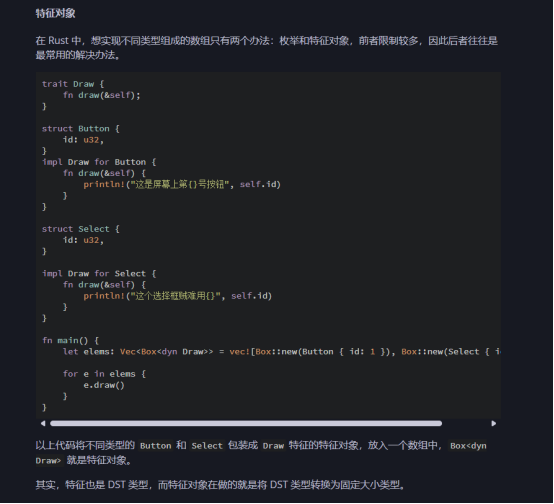 特征对象
在 Rust 中，想实现不同类型组成的数组只有两个办法：枚举和特征对象，前者限制较多，因此后者往往是
最常用的解决办法。
trait Draw {
    fn draw(&self);
}
struct Button {
    id: u32,
}
impl Draw for Button {
    fn draw(&self) {
        println!("这是屏幕上第{}号按钮", self.id)
    }
}
struct Select {
    id: u32,
}
impl Draw for Select {
    fn draw(&self) {
        println!("这个选择框贼难用{}", self.id)
    }
}
fn main() {
    let elems: Vec<Box<dyn Draw>> = vec![Box::new(Button { id: 1 }), Box::new(Select { i
    for e in elems {
        e.draw()
    }
}
以上代码将不同类型的 Button 和 Select 包装成 Draw 特征的特征对象，放入一个数组中， Box<dyn
Draw> 就是特征对象。
其实，特征也是 DST 类型，而特征对象在做的就是将 DST 类型转换为固定大小类型。